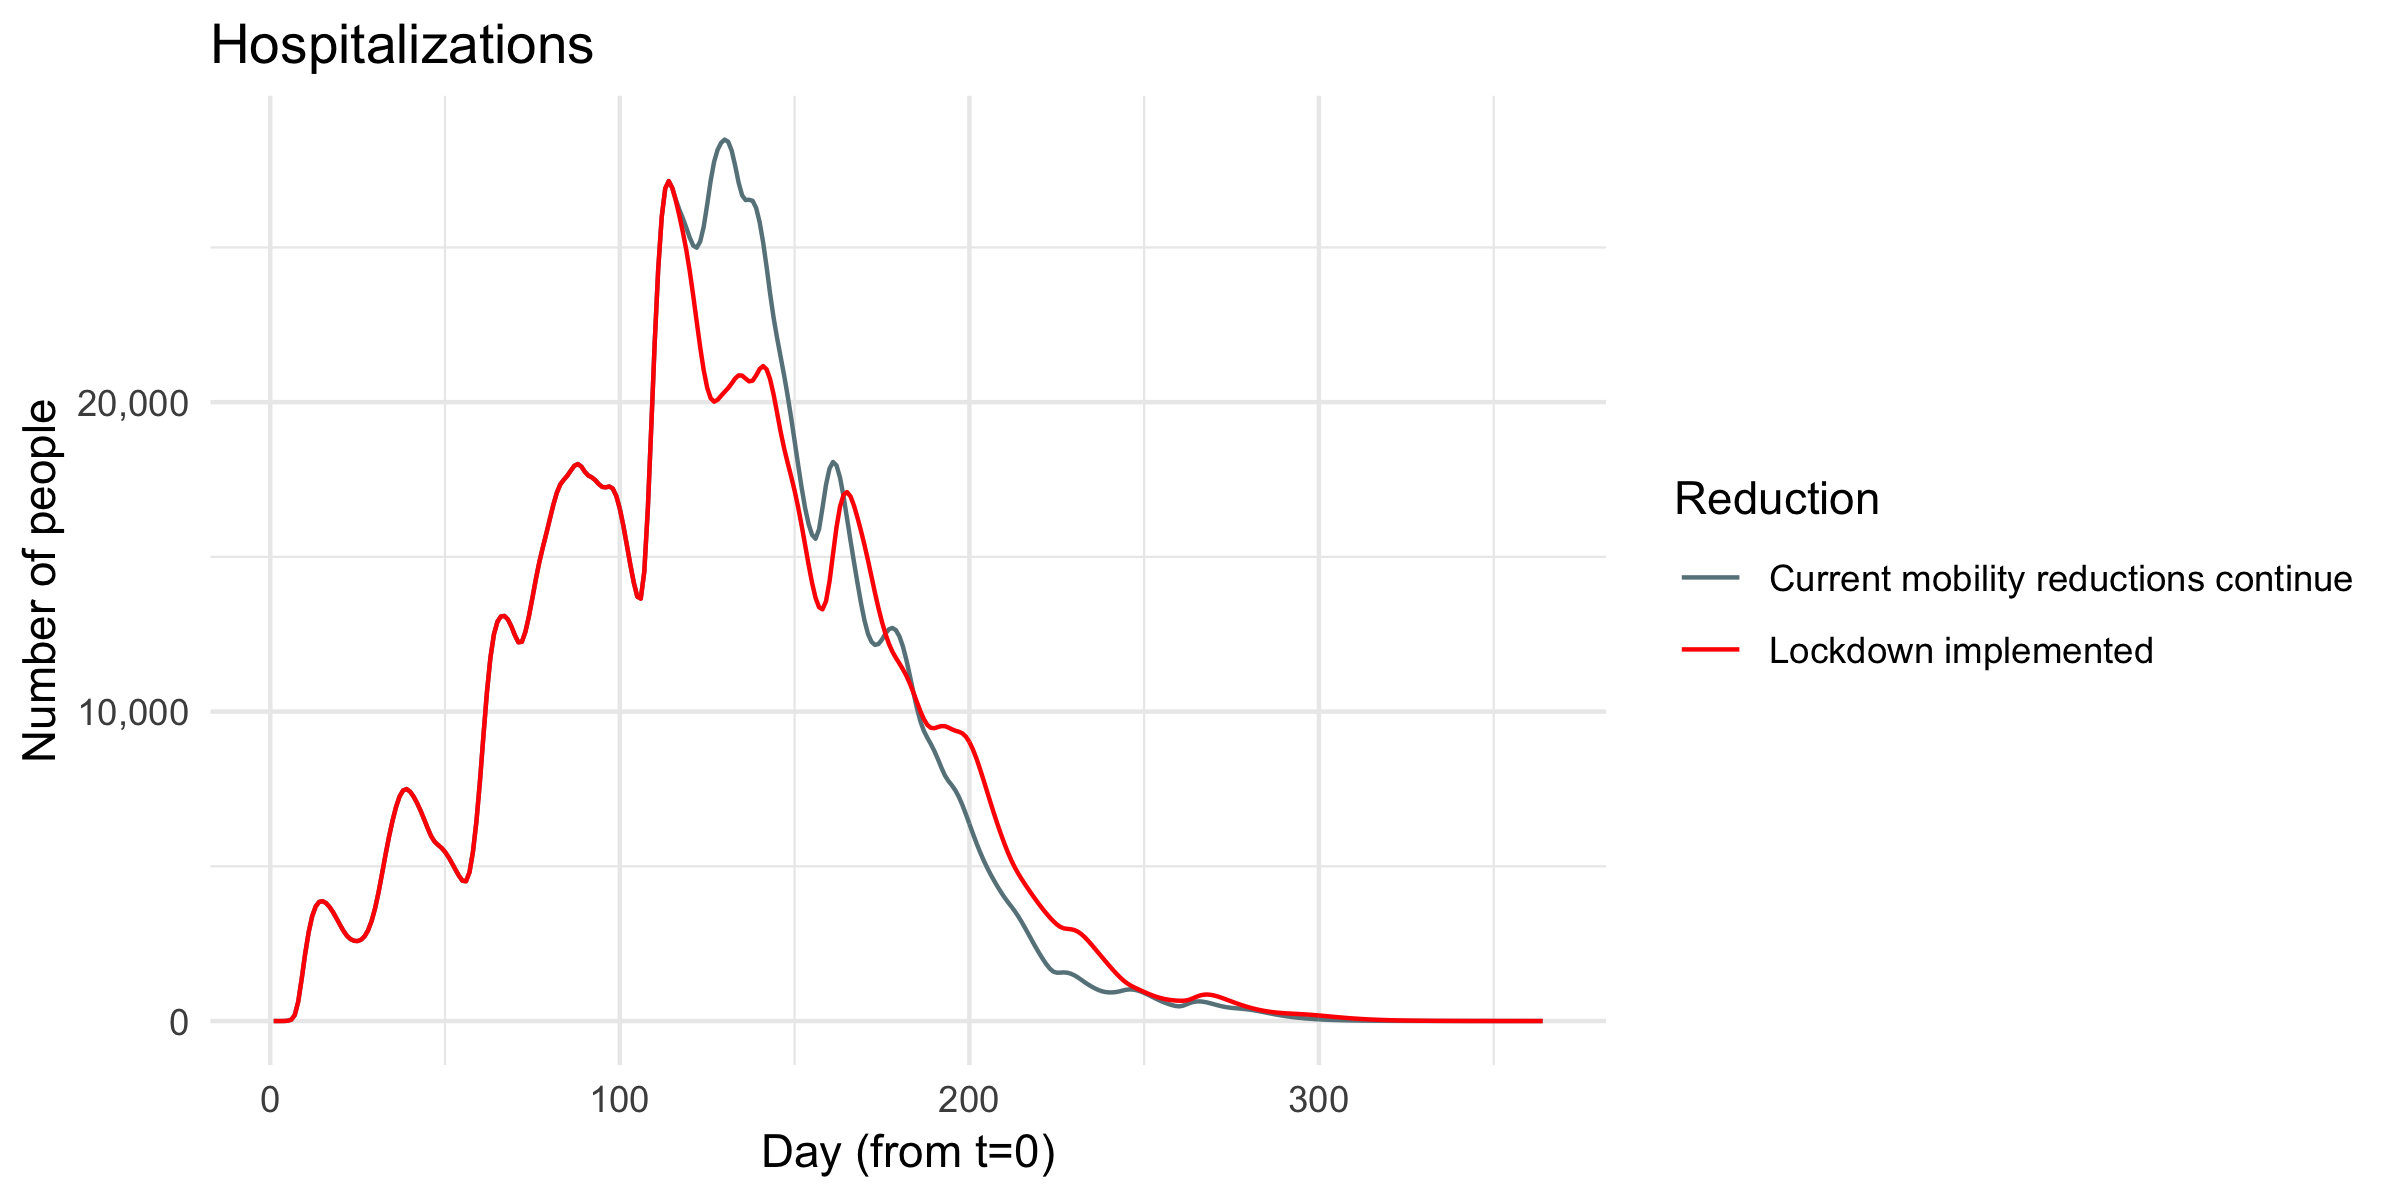 Hospitalizations
Number of people
20,000
10,000
0
0
100
200
300
Day (from t=0)
Reduction
Current mobility reductions continue
Lockdown implemented